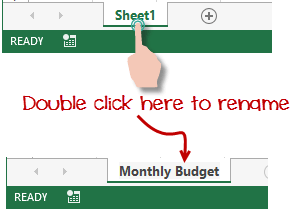 Sheet1
READY
Double click here to rename
Monthly Budget
READY